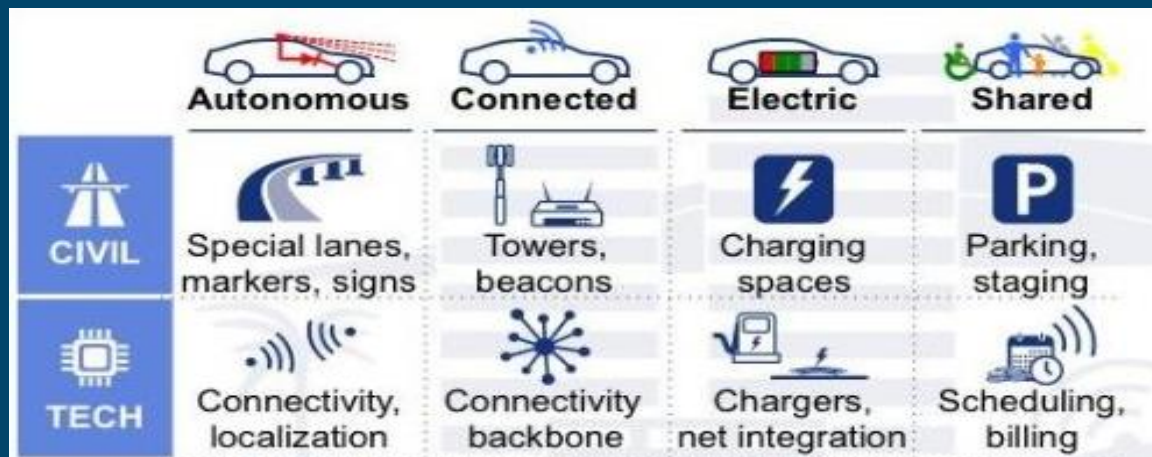 Autonomous Connected Electric Shared
CIVIL
Special lanes, markers, signs
Towers, beacons
Charging spaces
P
Parking, staging
TECH
Connectivity, localization
Connectivity backbone
Chargers, net integration
Scheduling, billing